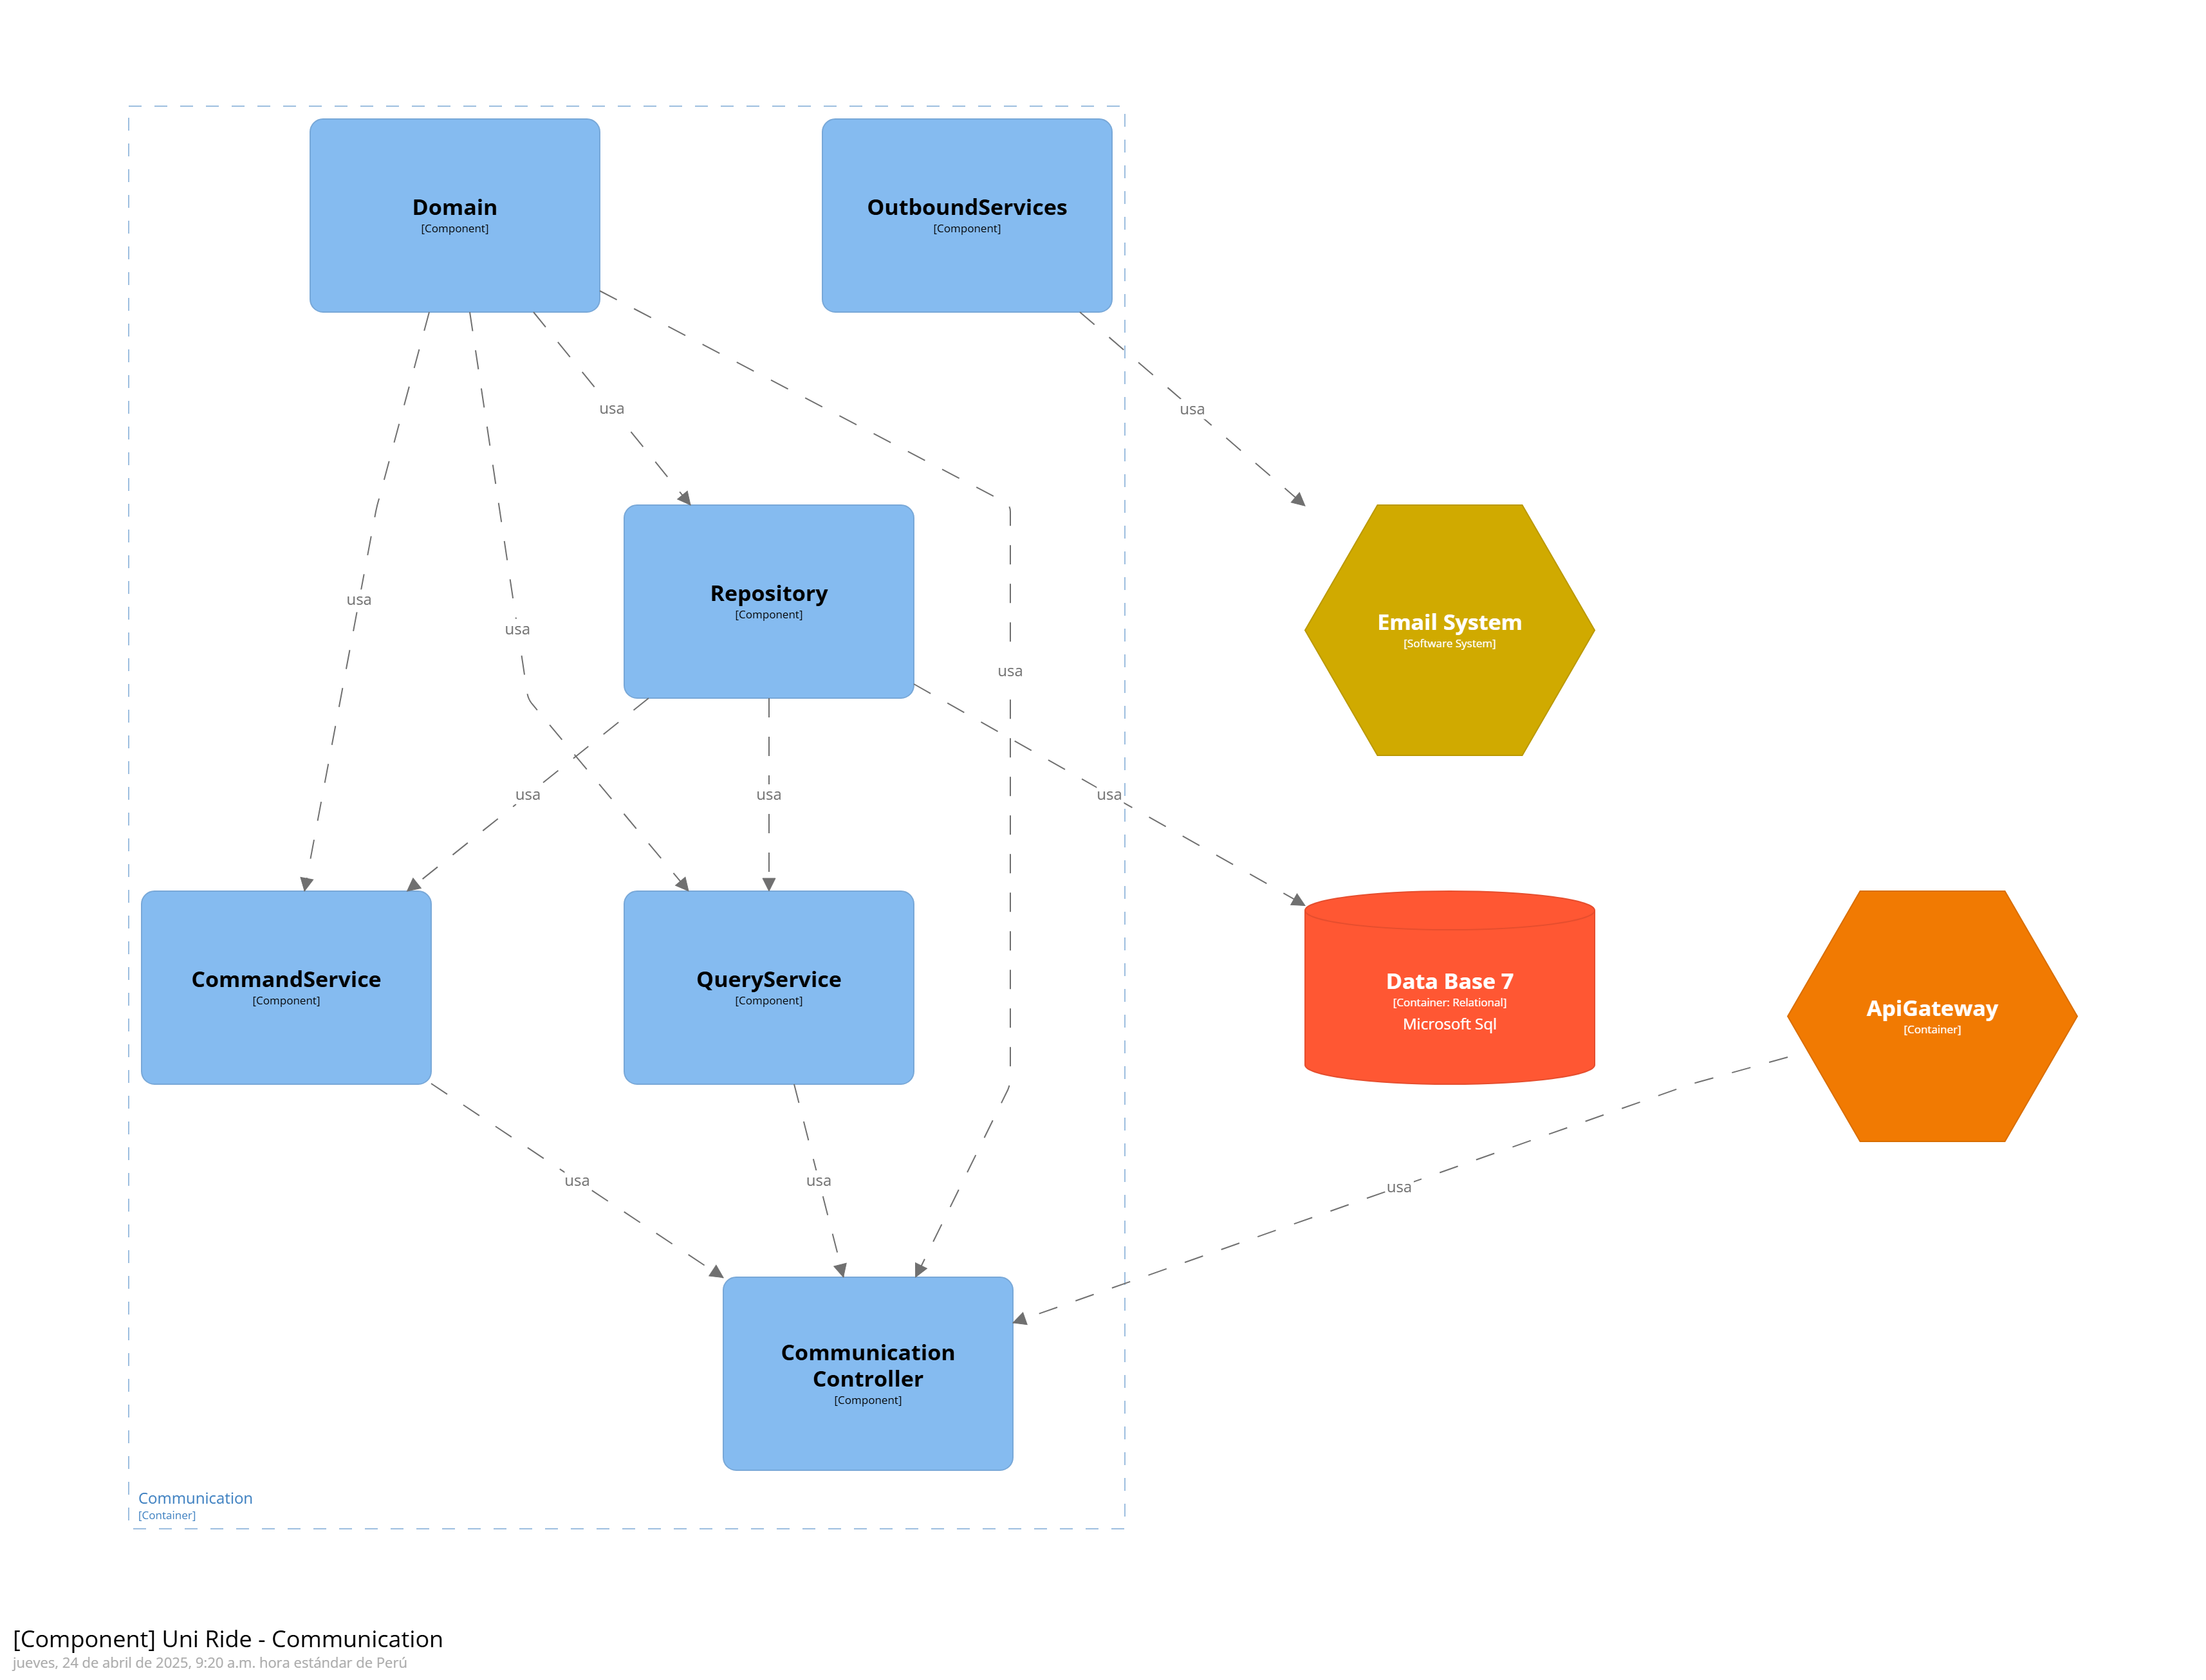 Domain
[Component]
OutboundServices
[Component]
usa
usa
Repository
[Component]
usa
usa
usa
Email System
[Software System]
usa
usa
usa
CommandService
[Component]
QueryService
[Component]
Data Base 7
[Container: Relational]
Microsoft Sql
ApiGateway
[Container]
usa
usa
usa
Communication
Controller
[Component]
Communication
[Container]
[Component] Uni Ride - Communication
jueves, 24 de abril de 2025, 9:20 a.m. hora estándar de Perú